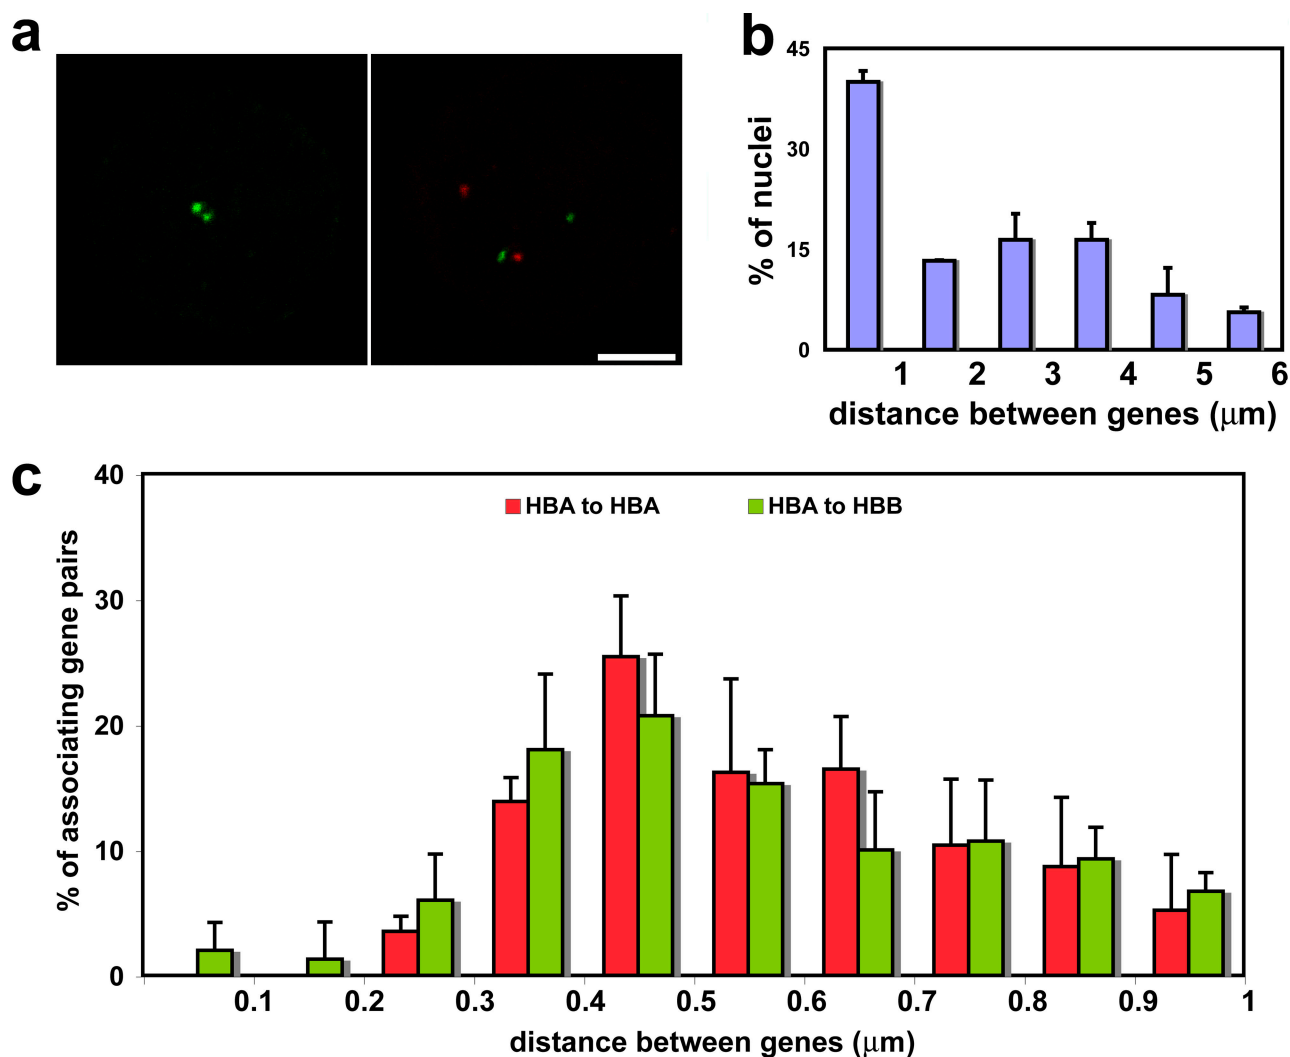 a
b
45
30
15
0
% of nuclei
1 2 3 4 5 6
distance between genes (μm)
c
40
30
20
10
0
% of associating gene pairs
HBA to HBA HBA to HBB
0.1 0.2 0.3 0.4 0.5 0.6 0.7 0.8 0.9 1
distance between genes (μm)